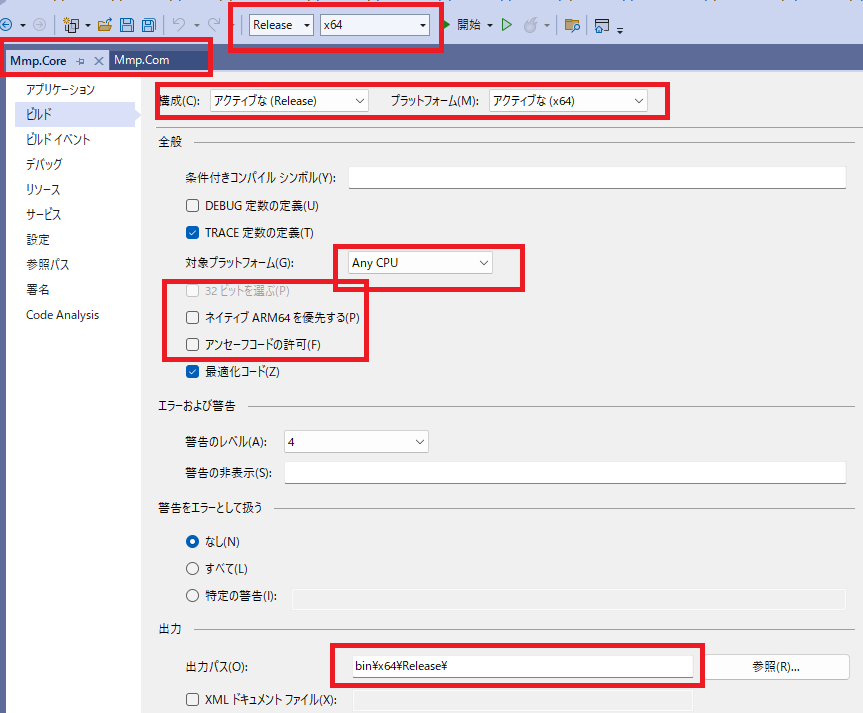 Release x64 開始
Mmp.Core Mmp.Com
アプリケーション
ビルド
ビルド イベント
デバッグ
リソース
サービス
設定
参照パス
署名
Code Analysis
構成(C): アクティブな (Release) プラットフォーム(M): アクティブな (x64)
全般
条件付きコンパイル シンボル(Y):
DEBUG 定数の定義(U)
TRACE 定数の定義(T)
対象プラットフォーム(G): Any CPU
32 ビットを選ぶ(P)
ネイティブ ARM64 を優先する(P)
アンセーフコードの許可(F)
最適化コード(Z)
エラーおよび警告
警告のレベル(A): 4
警告の非表示(S):
警告をエラーとして扱う
なし(N)
すべて(L)
特定の警告(I):
出力
出力パス(O): bin¥x64¥Release¥ 参照(R)...
XML ドキュメント ファイル(X):